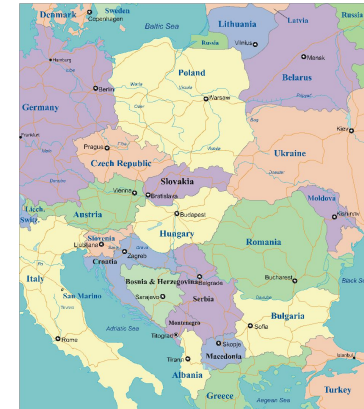 Denmark
Sweden
Copenhagen
Baltic Sea
Lithuania
Latvia
Russia
Russia
Vilnius
Hamburg
Poland
Minsk
Belarus
Berlin
Warsaw
Germany
Kiev
Frankfurt
Prague
Czech Republic
Ukraine
Slovakia
Vienna
Bratislava
Moldova
Liech.
Switz.
Austria
Budapest
Kishinev
Hungary
Slovenia
Ljubljana
Romania
Zagreb
Croatia
Italy
Bosnia & Herzegovina
Belgrade
Bucharest
Black S
San Marino
Sarajevo
Serbia
Danube
Bulgaria
Adriatic Sea
Montenegro
Titograd
Sofia
Rome
Skopje
Macedonia
Istanbul
Tirane
Albania
Greece
Aegean Sea
Turkey